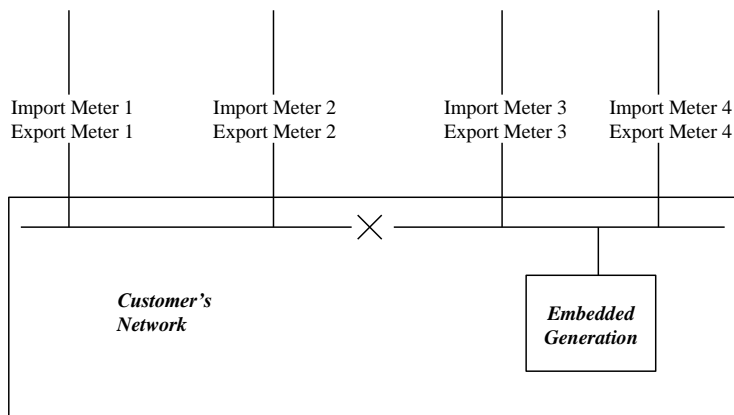 Import Meter 1
Export Meter 1
Import Meter 2
Export Meter 2
Import Meter 3
Export Meter 3
Import Meter 4
Export Meter 4
Customer’s
Network
Embedded
Generation